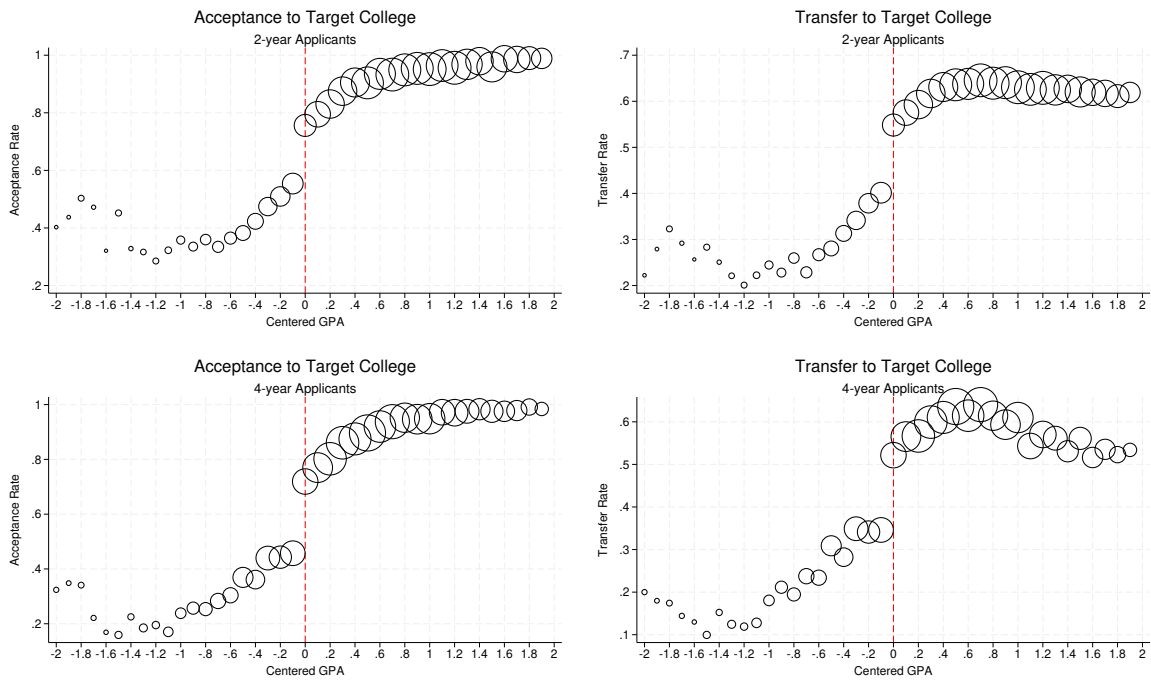 Acceptance to Target College
2-year Applicants
Acceptance Rate
1
.8
.6
.4
.2
-2 -1.8 -1.6 -1.4 -1.2 -1 -.8 -.6 -.4 -.2 0 .2 .4 .6 .8 1 1.2 1.4 1.6 1.8 2
Centered GPA
Transfer to Target College
2-year Applicants
Transfer Rate
.7
.6
.5
.4
.3
.2
-2 -1.8 -1.6 -1.4 -1.2 -1 -.8 -.6 -.4 -.2 0 .2 .4 .6 .8 1 1.2 1.4 1.6 1.8 2
Centered GPA
Acceptance to Target College
4-year Applicants
Acceptance Rate
1
.8
.6
.4
.2
-2 -1.8 -1.6 -1.4 -1.2 -1 -.8 -.6 -.4 -.2 0 .2 .4 .6 .8 1 1.2 1.4 1.6 1.8 2
Centered GPA
Transfer to Target College
4-year Applicants
Transfer Rate
.6
.5
.4
.3
.2
.1
-2 -1.8 -1.6 -1.4 -1.2 -1 -.8 -.6 -.4 -.2 0 .2 .4 .6 .8 1 1.2 1.4 1.6 1.8 2
Centered GPA